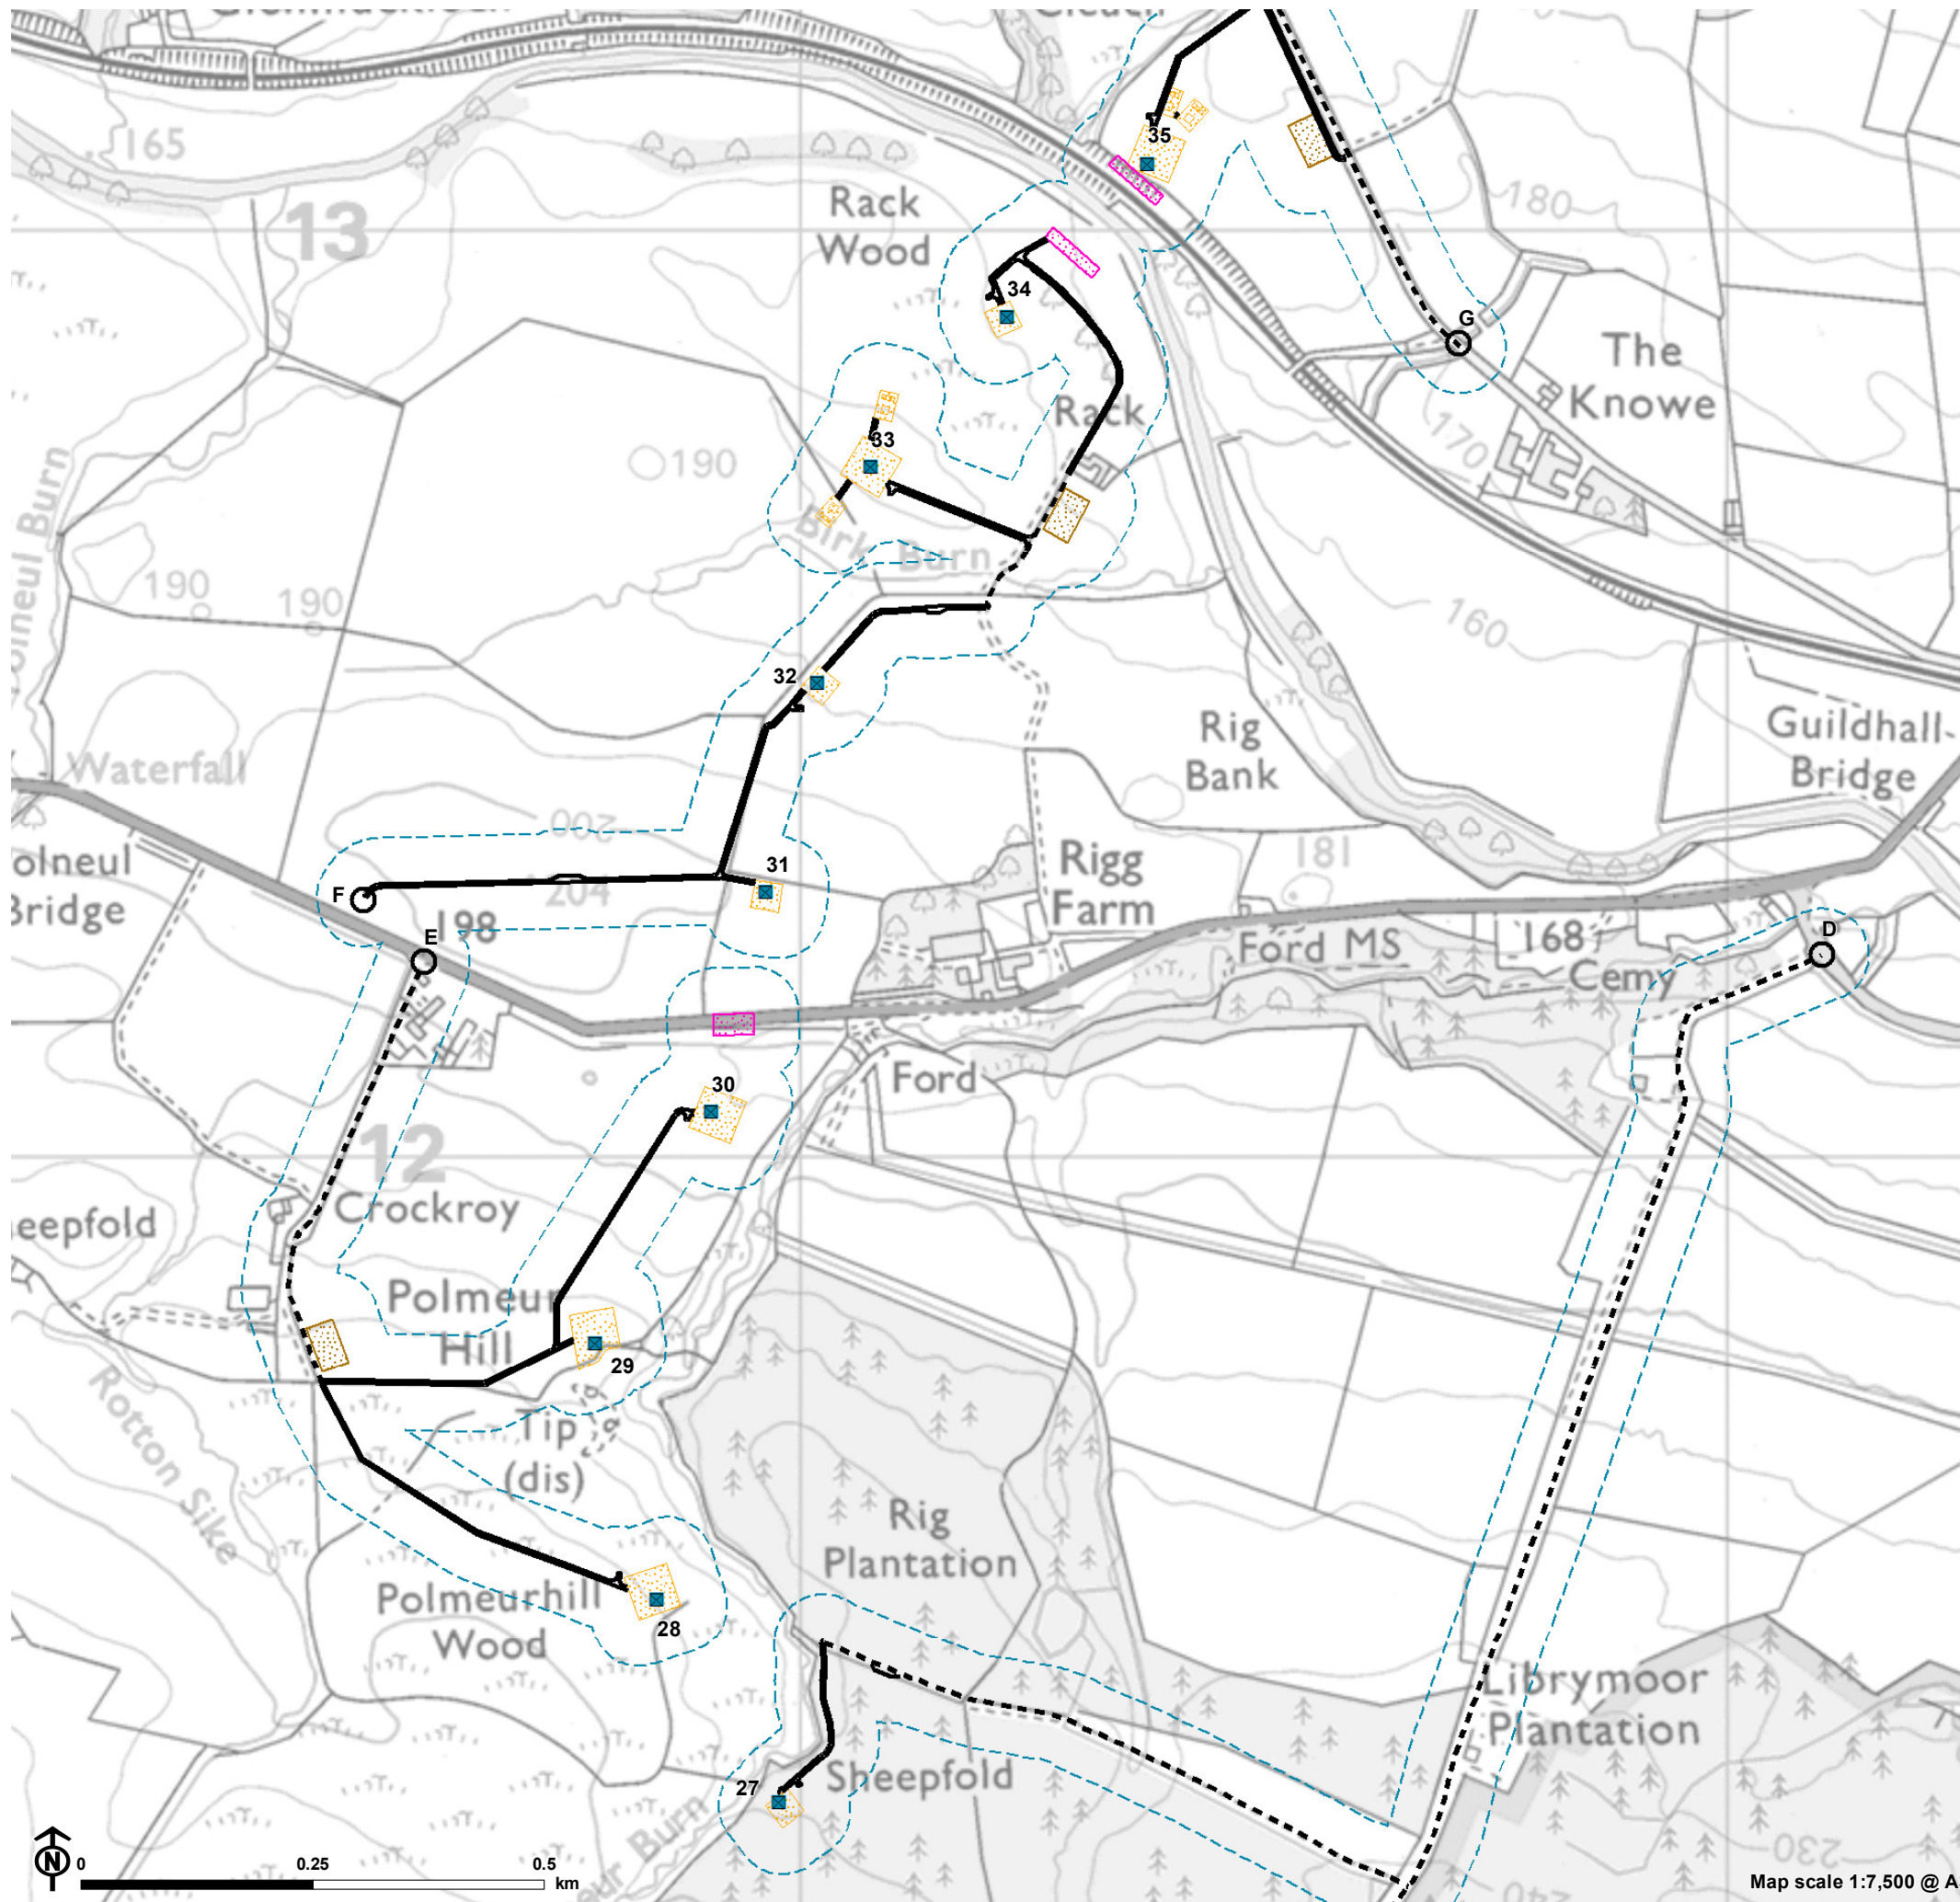 165
13
Rack
Wood
35
180
34
G
The
Knowe
Rack
170
33
190
Birk Burn
190
190
160
32
Rig
Bank
Guildhall
Bridge
Waterfall
200
31
Rigg
Farm
181
F
204
198
E
Ford MS
168
Cemy
D
Ford
30
12
Crockroy
Polmeur
Hill
29
Rotton Sike
Tip
(dis)
Rig
Plantation
Polmeurhill
Wood
28
Librymoor
Plantation
Sheepfold
27
230
N
0 0.25 0.5
km
Map scale 1:7,500 @ A